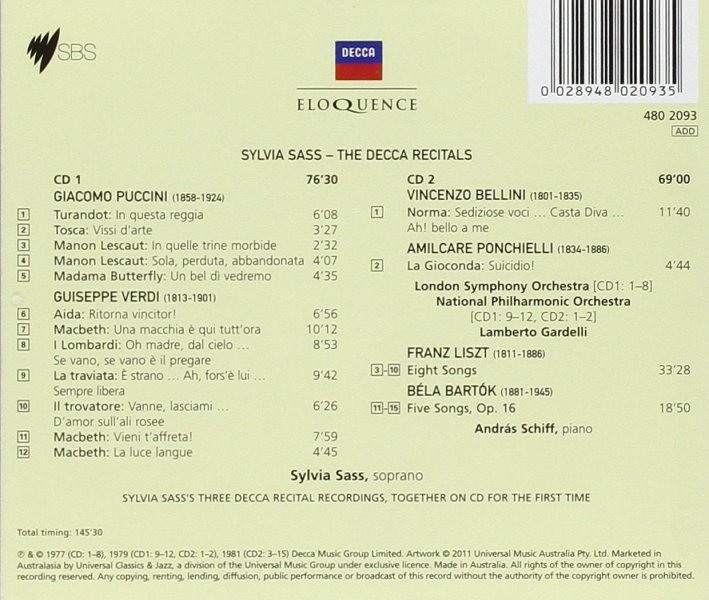 SBS
DECCA
ELOQUENCE
0 028948 020935
480 2093
ADD
SYLVIA SASS – THE DECCA RECITALS
CD 1 76’30
GIACOMO PUCCINI (1858-1924)
1 Turandot: In questa reggia 6’08
2 Tosca: Vissi d’arte 3’27
3 Manon Lescaut: In quelle trine morbide 2’32
4 Manon Lescaut: Sola, perduta, abbandonata 4’07
5 Madama Butterfly: Un bel dì vedremo 4’35
GUISEPPE VERDI (1813-1901)
6 Aida: Ritorna vincitor! 6’56
7 Macbeth: Una macchia è qui tutt’ora 10’12
8 I Lombardi: Oh madre, dal cielo ... 8’53
Se vano, se vano è il pregare
9 La traviata: È strano ... Ah, fors’è lui ... 9’42
Sempre libera
10 Il trovatore: Vanne, lasciami ... 6’26
D’amor sull’ali rosee
11 Macbeth: Vieni t’affreta! 7’59
12 Macbeth: La luce langue 4’45
CD 2 69’00
VINCENZO BELLINI (1801-1835)
1 Norma: Sediziose voci ... Casta Diva ... 11’40
Ah! bello a me
AMILCARE PONCHIELLI (1834-1886)
2 La Gioconda: Suicidio! 4’44
London Symphony Orchestra [CD1: 1–8]
National Philharmonic Orchestra
[CD1: 9–12, CD2: 1–2]
Lamberto Gardelli
FRANZ LISZT (1811-1886)
3-10 Eight Songs 33’28
BÉLA BARTÓK (1881-1945)
11-15 Five Songs, Op. 16 18’50
András Schiff, piano
Sylvia Sass, soprano
SYLVIA SASS’S THREE DECCA RECITAL RECORDINGS, TOGETHER ON CD FOR THE FIRST TIME
Total timing: 145’30
℗ & © 1977 (CD: 1–8), 1979 (CD1: 9–12, CD2: 1–2), 1981 (CD2: 3–15) Decca Music Group Limited. Artwork © 2011 Universal Music Australia Pty. Ltd. Marketed in
Australasia by Universal Classics & Jazz, a division of the Universal Music Group under exclusive licence. Made in Australia. All rights of the owner of copyright in this
recording reserved. Any copying, renting, lending, diffusion, public performance or broadcast of this record without the authority of the copyright owner is prohibited.